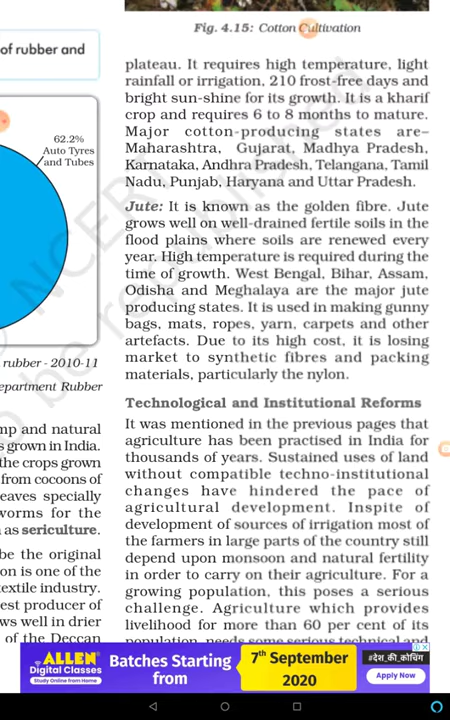 of rubber and
62.2%
Auto Tyres
and Tubes
rubber - 2010-11
epartment Rubber
mp and natural
s grown in India.
the crops grown
from cocoons of
eaves specially
worms for the
as sericulture.
be the original
on is one of the
textile industry.
est producer of
ws well in drier
of the Deccan
Fig. 4.15: Cotton Cultivation
plateau. It requires high temperature, light
rainfall or irrigation, 210 frost-free days and
bright sun-shine for its growth. It is a kharif
crop and requires 6 to 8 months to mature.
Major cotton-producing states are–
Maharashtra, Gujarat, Madhya Pradesh,
Karnataka, Andhra Pradesh, Telangana, Tamil
Nadu, Punjab, Haryana and Uttar Pradesh.
Jute: It is known as the golden fibre. Jute
grows well on well-drained fertile soils in the
flood plains where soils are renewed every
year. High temperature is required during the
time of growth. West Bengal, Bihar, Assam,
Odisha and Meghalaya are the major jute
producing states. It is used in making gunny
bags, mats, ropes, yarn, carpets and other
artefacts. Due to its high cost, it is losing
market to synthetic fibres and packing
materials, particularly the nylon.
Technological and Institutional Reforms
It was mentioned in the previous pages that
agriculture has been practised in India for
thousands of years. Sustained uses of land
without compatible techno-institutional
changes have hindered the pace of
agricultural development. Inspite of
development of sources of irrigation most of
the farmers in large parts of the country still
depend upon monsoon and natural fertility
in order to carry on their agriculture. For a
growing population, this poses a serious
challenge. Agriculture which provides
livelihood for more than 60 per cent of its
population, needs some serious technical and
ALLEN
Digital Classes
Study Online from Home
Batches Starting
from
7th September
2020
#देश_की_कोचिंग
Apply Now
© NCERT
to be republished